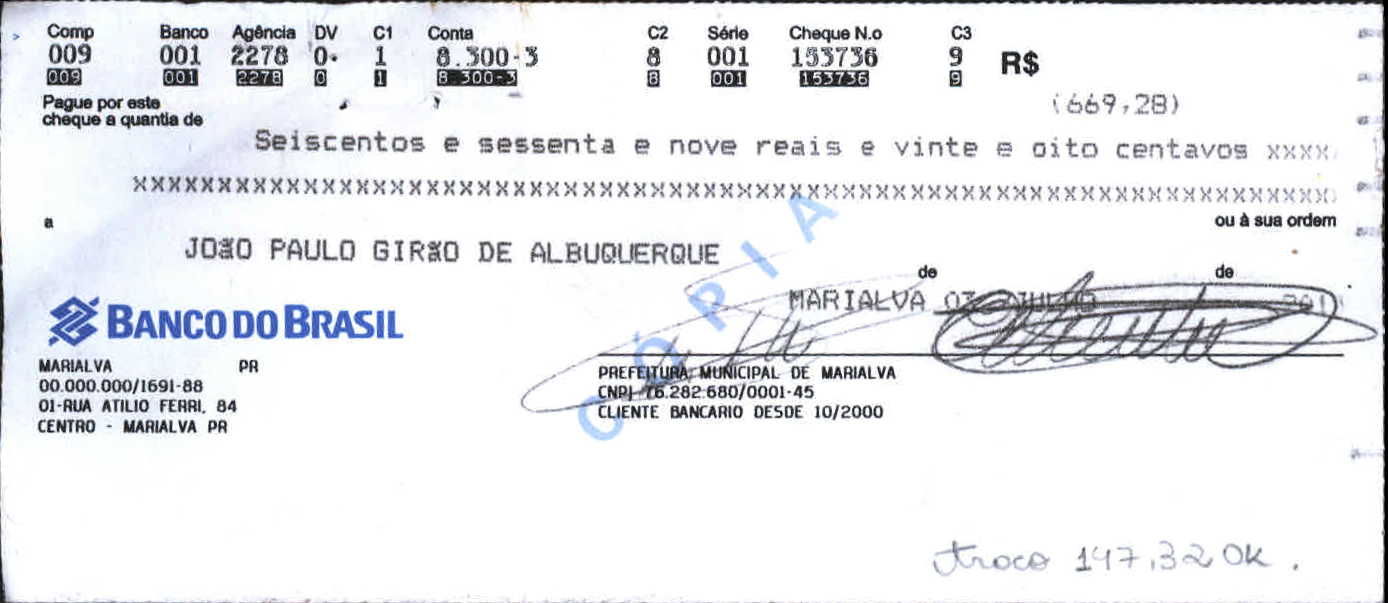 Comp Banco Agência DV C1 Conta C2 Série Cheque N.o C3
009 001 2278 0- 1 8.300-3 8 001 153736 9 R$
009 001 2278 0 1 8.300-3 8 001 153736 9
Pague por este
cheque a quantia de
(669,28)
Seiscentos e sessenta e nove reais e vinte e oito centavos xxxx
xxxxxxxxxxxxxxxxxxxxxxxxxxxxxxxxxxxxxxxxxxxxxxxxxxxxxxxxxxxxxxxxxxxxxxxxx
a ou à sua ordem
JOãO PAULO GIRãO DE ALBUQUERQUE
de de
MARIALVA 03 JULHO
CÓPIA
BANCO DO BRASIL
MARIALVA PR
00.000.000/1691-88
01-RUA ATILIO FERRI, 84
CENTRO - MARIALVA PR
PREFEITURA MUNICIPAL DE MARIALVA
CNPJ 76.282.680/0001-45
CLIENTE BANCARIO DESDE 10/2000
troco 147,32 OK.